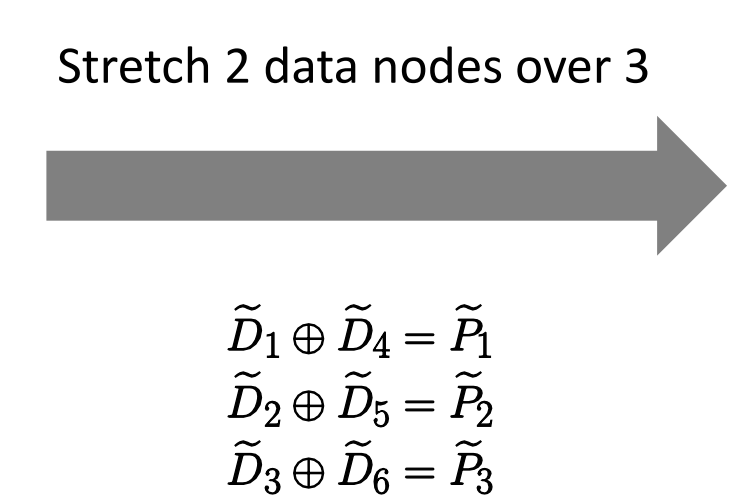 Stretch 2 data nodes over 3
D̃₁ ⊕ D̃₄ = P̃₁
D̃₂ ⊕ D̃₅ = P̃₂
D̃₃ ⊕ D̃₆ = P̃₃